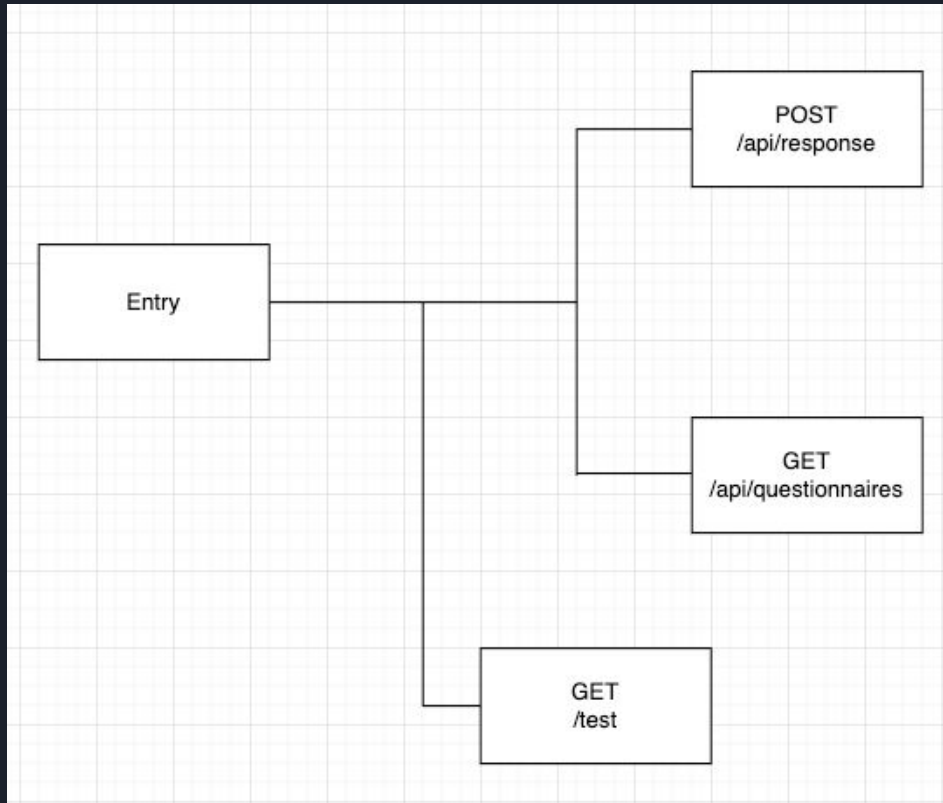 POST
/api/response
Entry
GET
/api/questionnaires
GET
/test